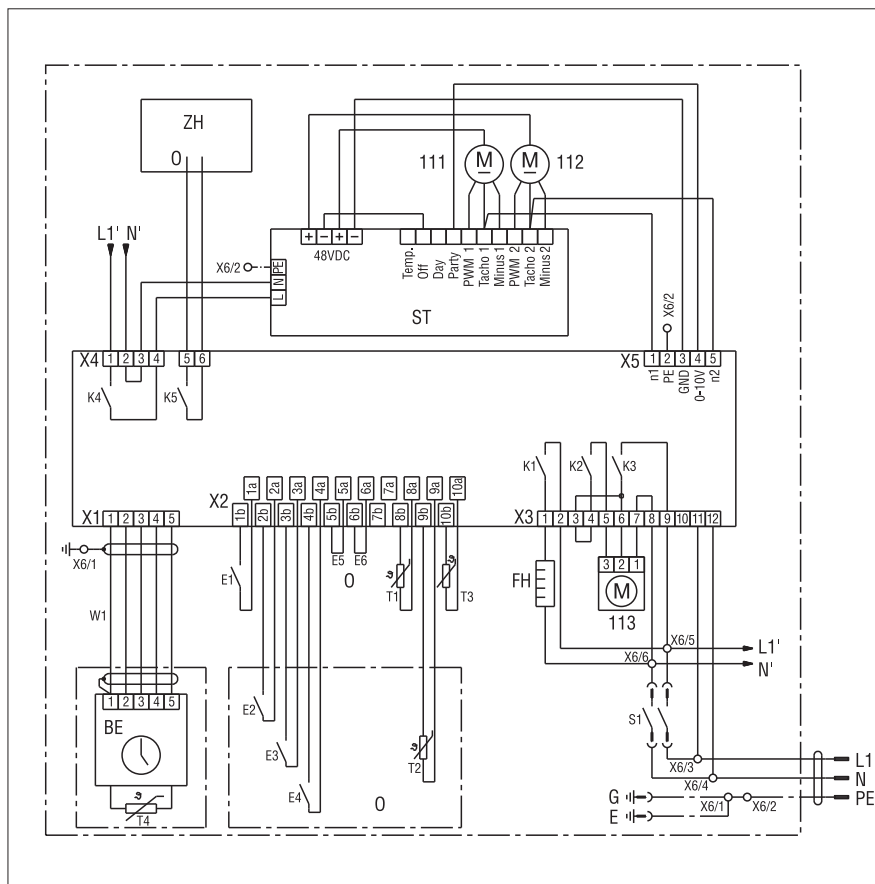 ZH
0
111 M
M 112
L1' N'
X6/2
+ − + −
48VDC
PE
N
L
Temp.
Off
Day
Party
PWM 1
Tacho 1
Minus 1
PWM 2
Tacho 2
Minus 2
ST
X6/2
X4 1 2 3 4 5 6
X5 1 2 3 4 5
n1
PE
GND
0-10V
n2
K4
K5
K1
K2
K3
X2
1a 2a 3a 4a 5a 6a 7a 8a 9a 10a
1b 2b 3b 4b 5b 6b 7b 8b 9b 10b
X1 1 2 3 4 5
X3 1 2 3 4 5 6 7 8 9 10 11 12
X6/1
W1
E1
E5 E6
0
ϑ
T1
ϑ
T3
FH
3 2 1
M
113
X6/5
L1'
X6/6
N'
1 2 3 4 5
BE
ϑ
T4
E2
E3
E4
ϑ
T2
0
S1
X6/3
X6/4
L1
N
PE
G
E
X6/1
X6/2